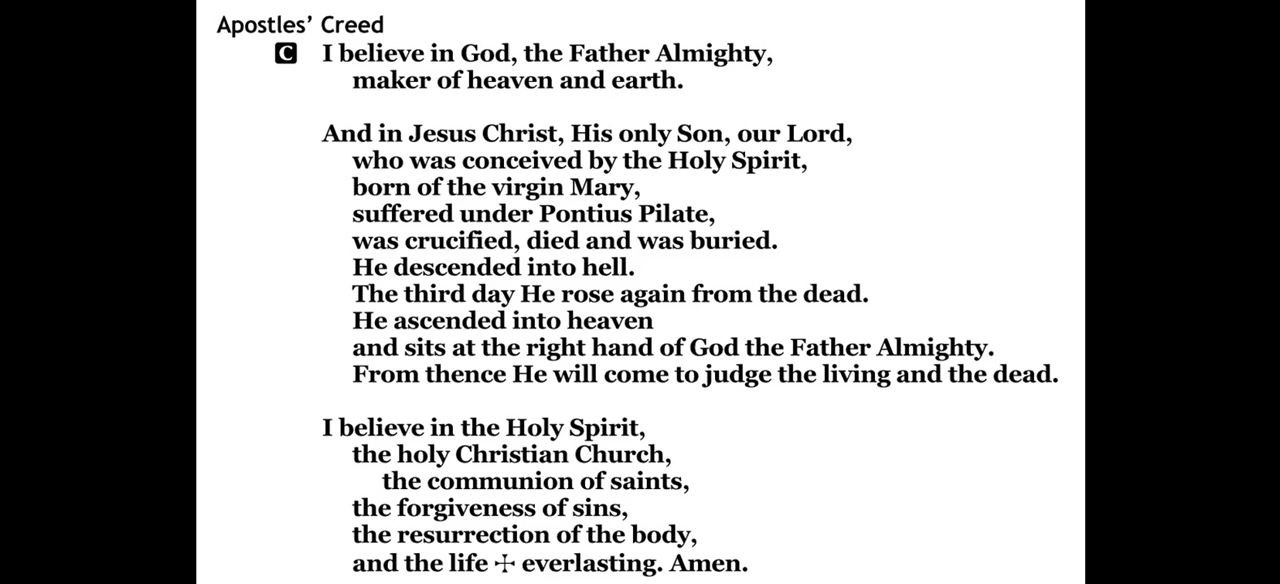 Apostles’ Creed
C I believe in God, the Father Almighty,
maker of heaven and earth.
And in Jesus Christ, His only Son, our Lord,
who was conceived by the Holy Spirit,
born of the virgin Mary,
suffered under Pontius Pilate,
was crucified, died and was buried.
He descended into hell.
The third day He rose again from the dead.
He ascended into heaven
and sits at the right hand of God the Father Almighty.
From thence He will come to judge the living and the dead.
I believe in the Holy Spirit,
the holy Christian Church,
the communion of saints,
the forgiveness of sins,
the resurrection of the body,
and the life ☩ everlasting. Amen.